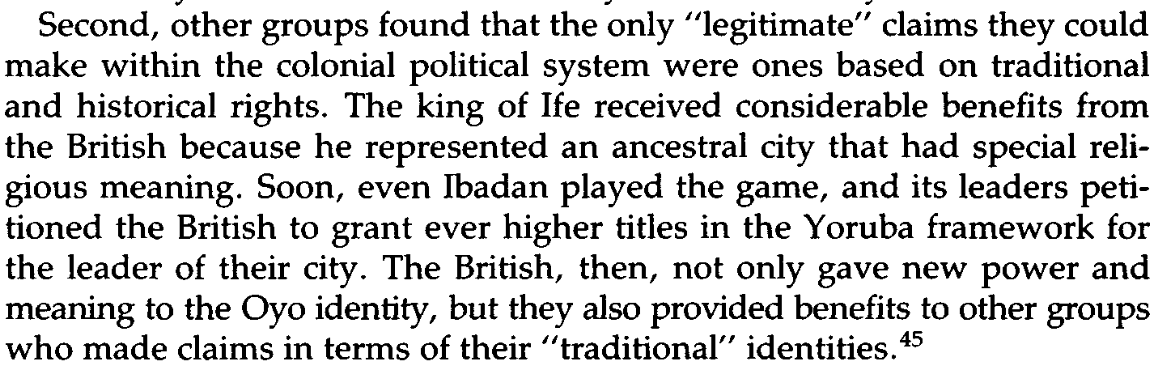 Second, other groups found that the only "legitimate" claims they could
make within the colonial political system were ones based on traditional
and historical rights. The king of Ife received considerable benefits from
the British because he represented an ancestral city that had special reli-
gious meaning. Soon, even Ibadan played the game, and its leaders peti-
tioned the British to grant ever higher titles in the Yoruba framework for
the leader of their city. The British, then, not only gave new power and
meaning to the Oyo identity, but they also provided benefits to other groups
who made claims in terms of their "traditional" identities.45